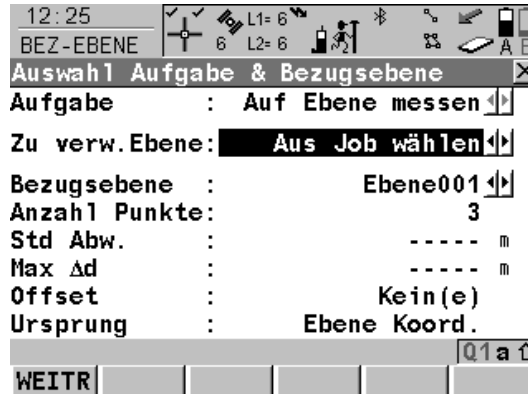 12:25
BEZ-EBENE
6
L1= 6
L2= 6
A
Auswahl Aufgabe & Bezugsebene
Aufgabe : Auf Ebene messen
Zu verw.Ebene: Aus Job wählen
Bezugsebene : Ebene001
Anzahl Punkte: 3
Std Abw. : ----- m
Max Δd : ----- m
Offset : Kein(e)
Ursprung : Ebene Koord.
Q1 a
WEITR